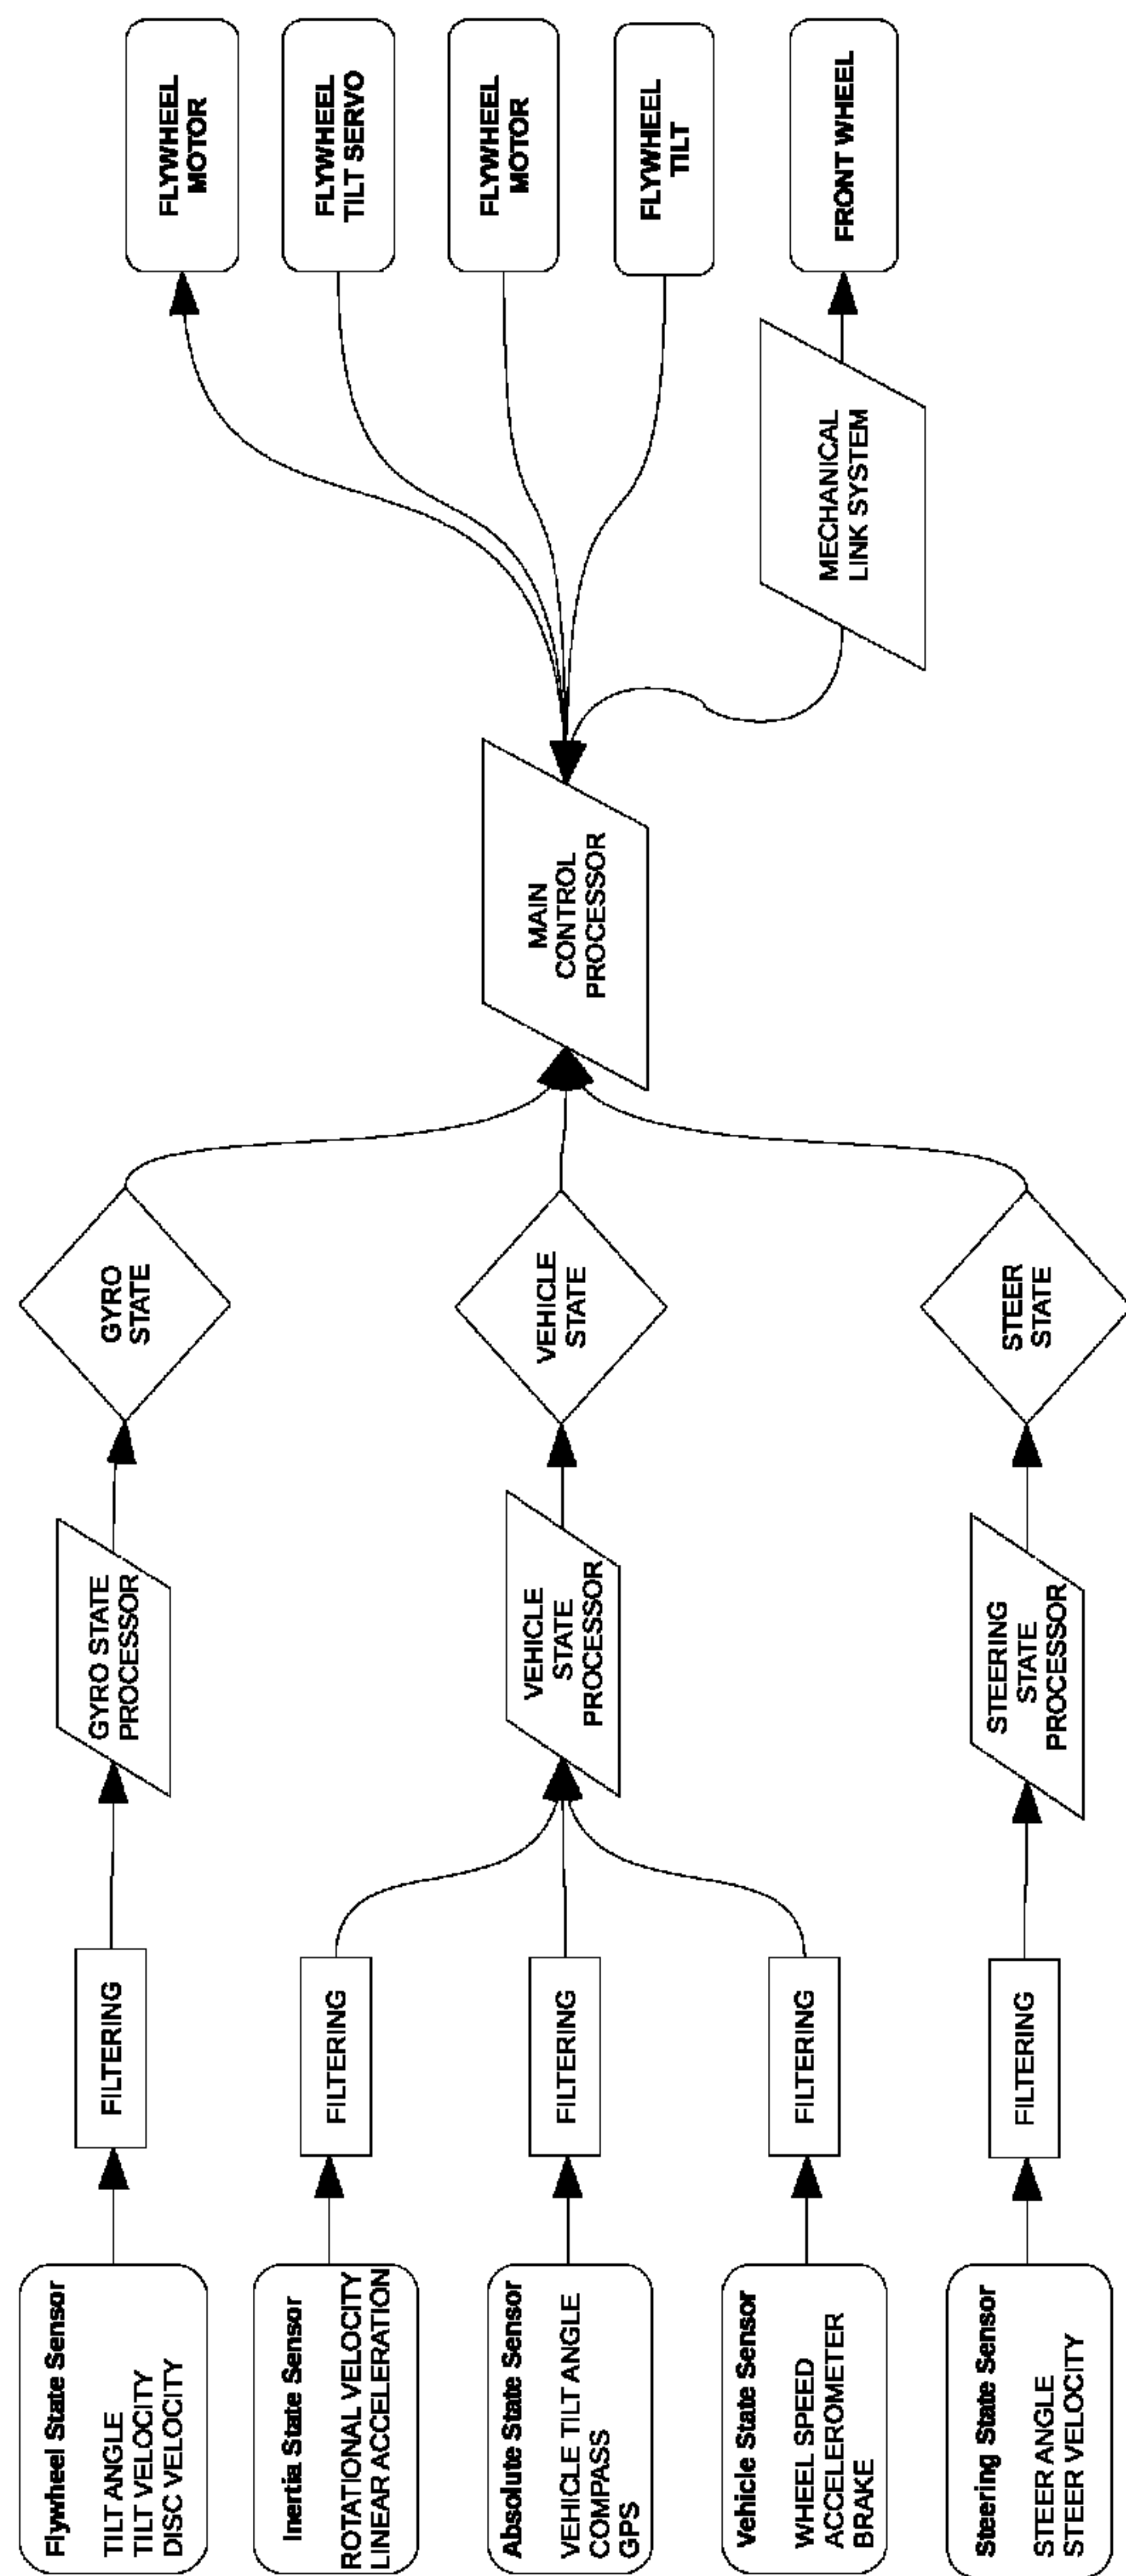 Flywheel State Sensor
TILT ANGLE
TILT VELOCITY
DISC VELOCITY
FILTERING
GYRO STATE
PROCESSOR
GYRO
STATE
Inertia State Sensor
ROTATIONAL VELOCITY
LINEAR ACCELERATION
FILTERING
Absolute State Sensor
VEHICLE TILT ANGLE
COMPASS
GPS
FILTERING
Vehicle State Sensor
WHEEL SPEED
ACCELEROMETER
BRAKE
FILTERING
VEHICLE
STATE
PROCESSOR
VEHICLE
STATE
Steering State Sensor
STEER ANGLE
STEER VELOCITY
FILTERING
STEERING
STATE
PROCESSOR
STEER
STATE
MAIN
CONTROL
PROCESSOR
MECHANICAL
LINK SYSTEM
FLYWHEEL
MOTOR
FLYWHEEL
TILT SERVO
FLYWHEEL
MOTOR
FLYWHEEL
TILT
FRONT WHEEL